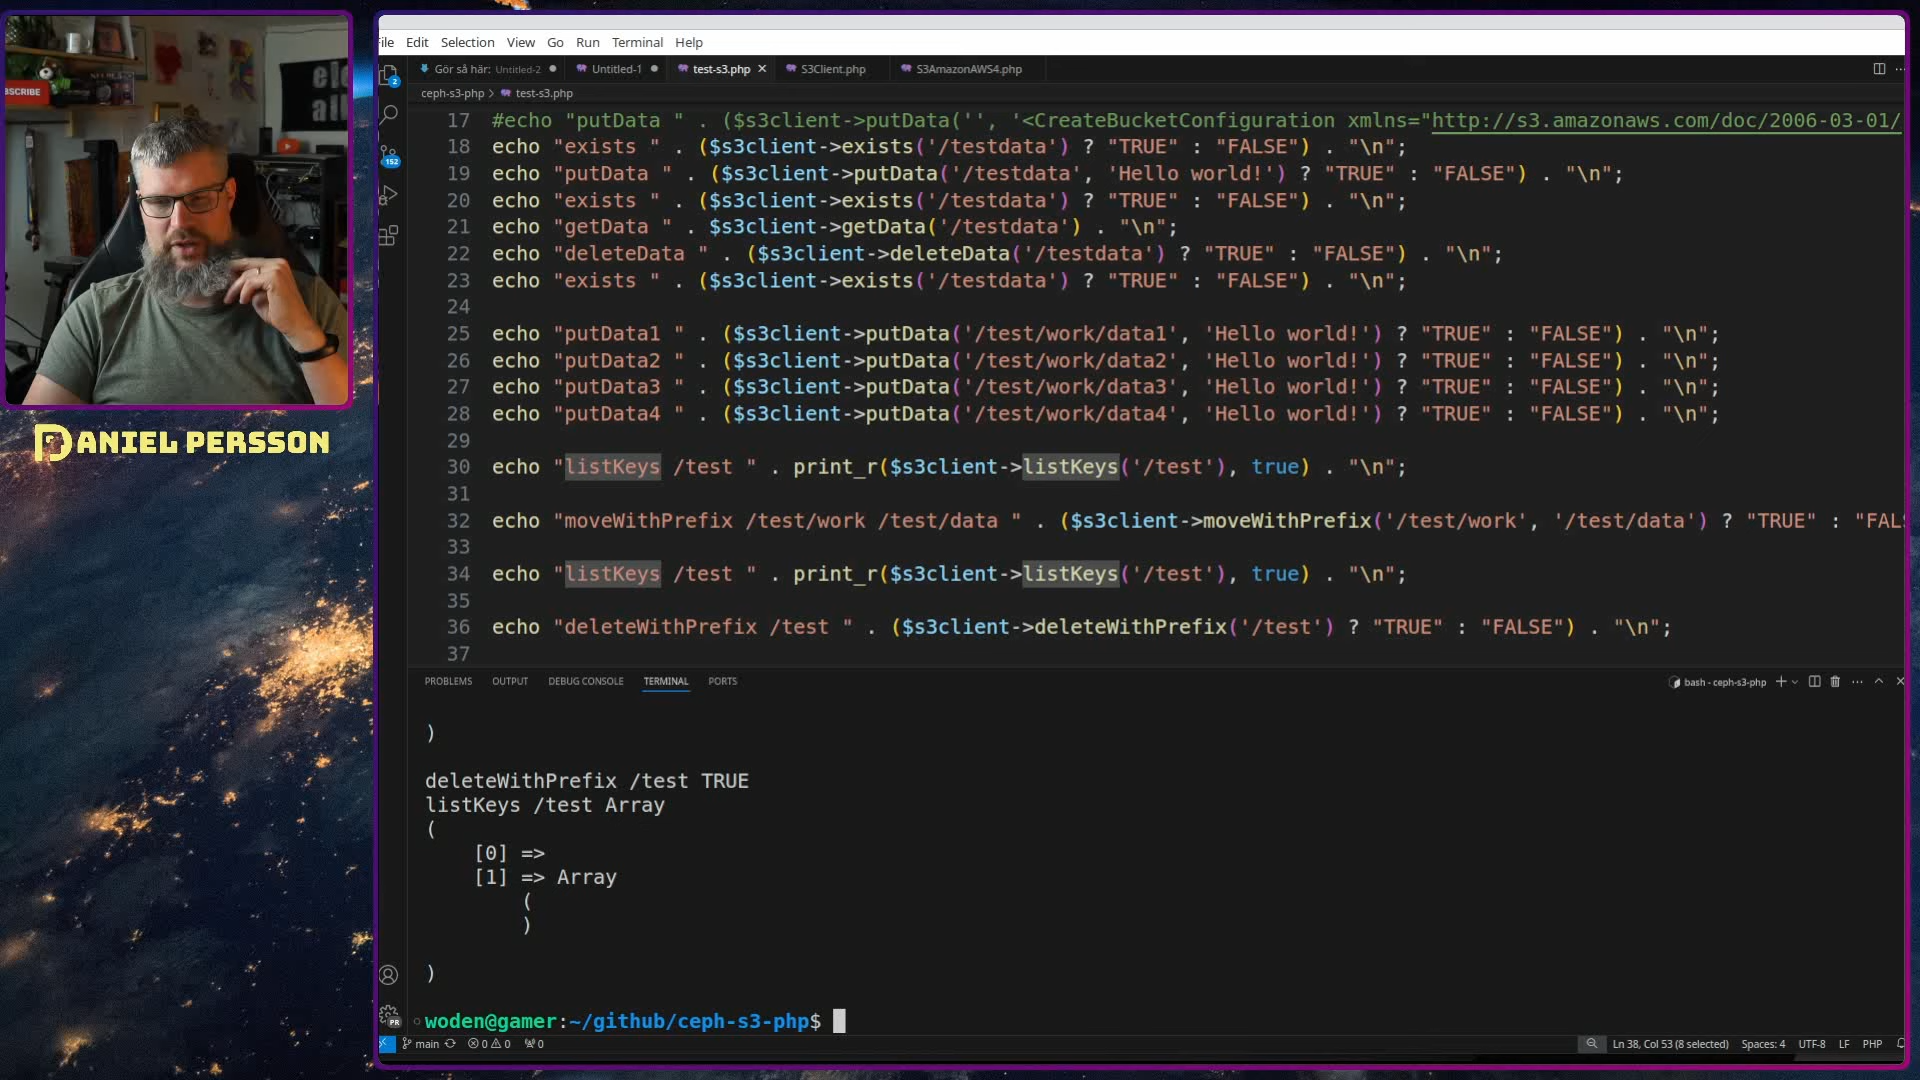 File Edit Selection View Go Run Terminal Help
Gör så här: Untitled-2 Untitled-1 test-s3.php S3Client.php S3AmazonAWS4.php
ceph-s3-php > test-s3.php
17 #echo "putData " . ($s3client->putData('', '<CreateBucketConfiguration xmlns="http://s3.amazonaws.com/doc/2006-03-01/
18 echo "exists " . ($s3client->exists('/testdata') ? "TRUE" : "FALSE") . "\n";
19 echo "putData " . ($s3client->putData('/testdata', 'Hello world!') ? "TRUE" : "FALSE") . "\n";
20 echo "exists " . ($s3client->exists('/testdata') ? "TRUE" : "FALSE") . "\n";
21 echo "getData " . $s3client->getData('/testdata') . "\n";
22 echo "deleteData " . ($s3client->deleteData('/testdata') ? "TRUE" : "FALSE") . "\n";
23 echo "exists " . ($s3client->exists('/testdata') ? "TRUE" : "FALSE") . "\n";
24
25 echo "putData1 " . ($s3client->putData('/test/work/data1', 'Hello world!') ? "TRUE" : "FALSE") . "\n";
26 echo "putData2 " . ($s3client->putData('/test/work/data2', 'Hello world!') ? "TRUE" : "FALSE") . "\n";
27 echo "putData3 " . ($s3client->putData('/test/work/data3', 'Hello world!') ? "TRUE" : "FALSE") . "\n";
28 echo "putData4 " . ($s3client->putData('/test/work/data4', 'Hello world!') ? "TRUE" : "FALSE") . "\n";
29
30 echo "listKeys /test " . print_r($s3client->listKeys('/test'), true) . "\n";
31
32 echo "moveWithPrefix /test/work /test/data " . ($s3client->moveWithPrefix('/test/work', '/test/data') ? "TRUE" : "FAL
33
34 echo "listKeys /test " . print_r($s3client->listKeys('/test'), true) . "\n";
35
36 echo "deleteWithPrefix /test " . ($s3client->deleteWithPrefix('/test') ? "TRUE" : "FALSE") . "\n";
37
PROBLEMS OUTPUT DEBUG CONSOLE TERMINAL PORTS
bash - ceph-s3-php
)
deleteWithPrefix /test TRUE
listKeys /test Array
(
[0] =>
[1] => Array
(
)
)
woden@gamer:~/github/ceph-s3-php$
main 0 0 0
Ln 38, Col 53 (8 selected) Spaces: 4 UTF-8 LF PHP
2
152
PR
DANIEL PERSSON